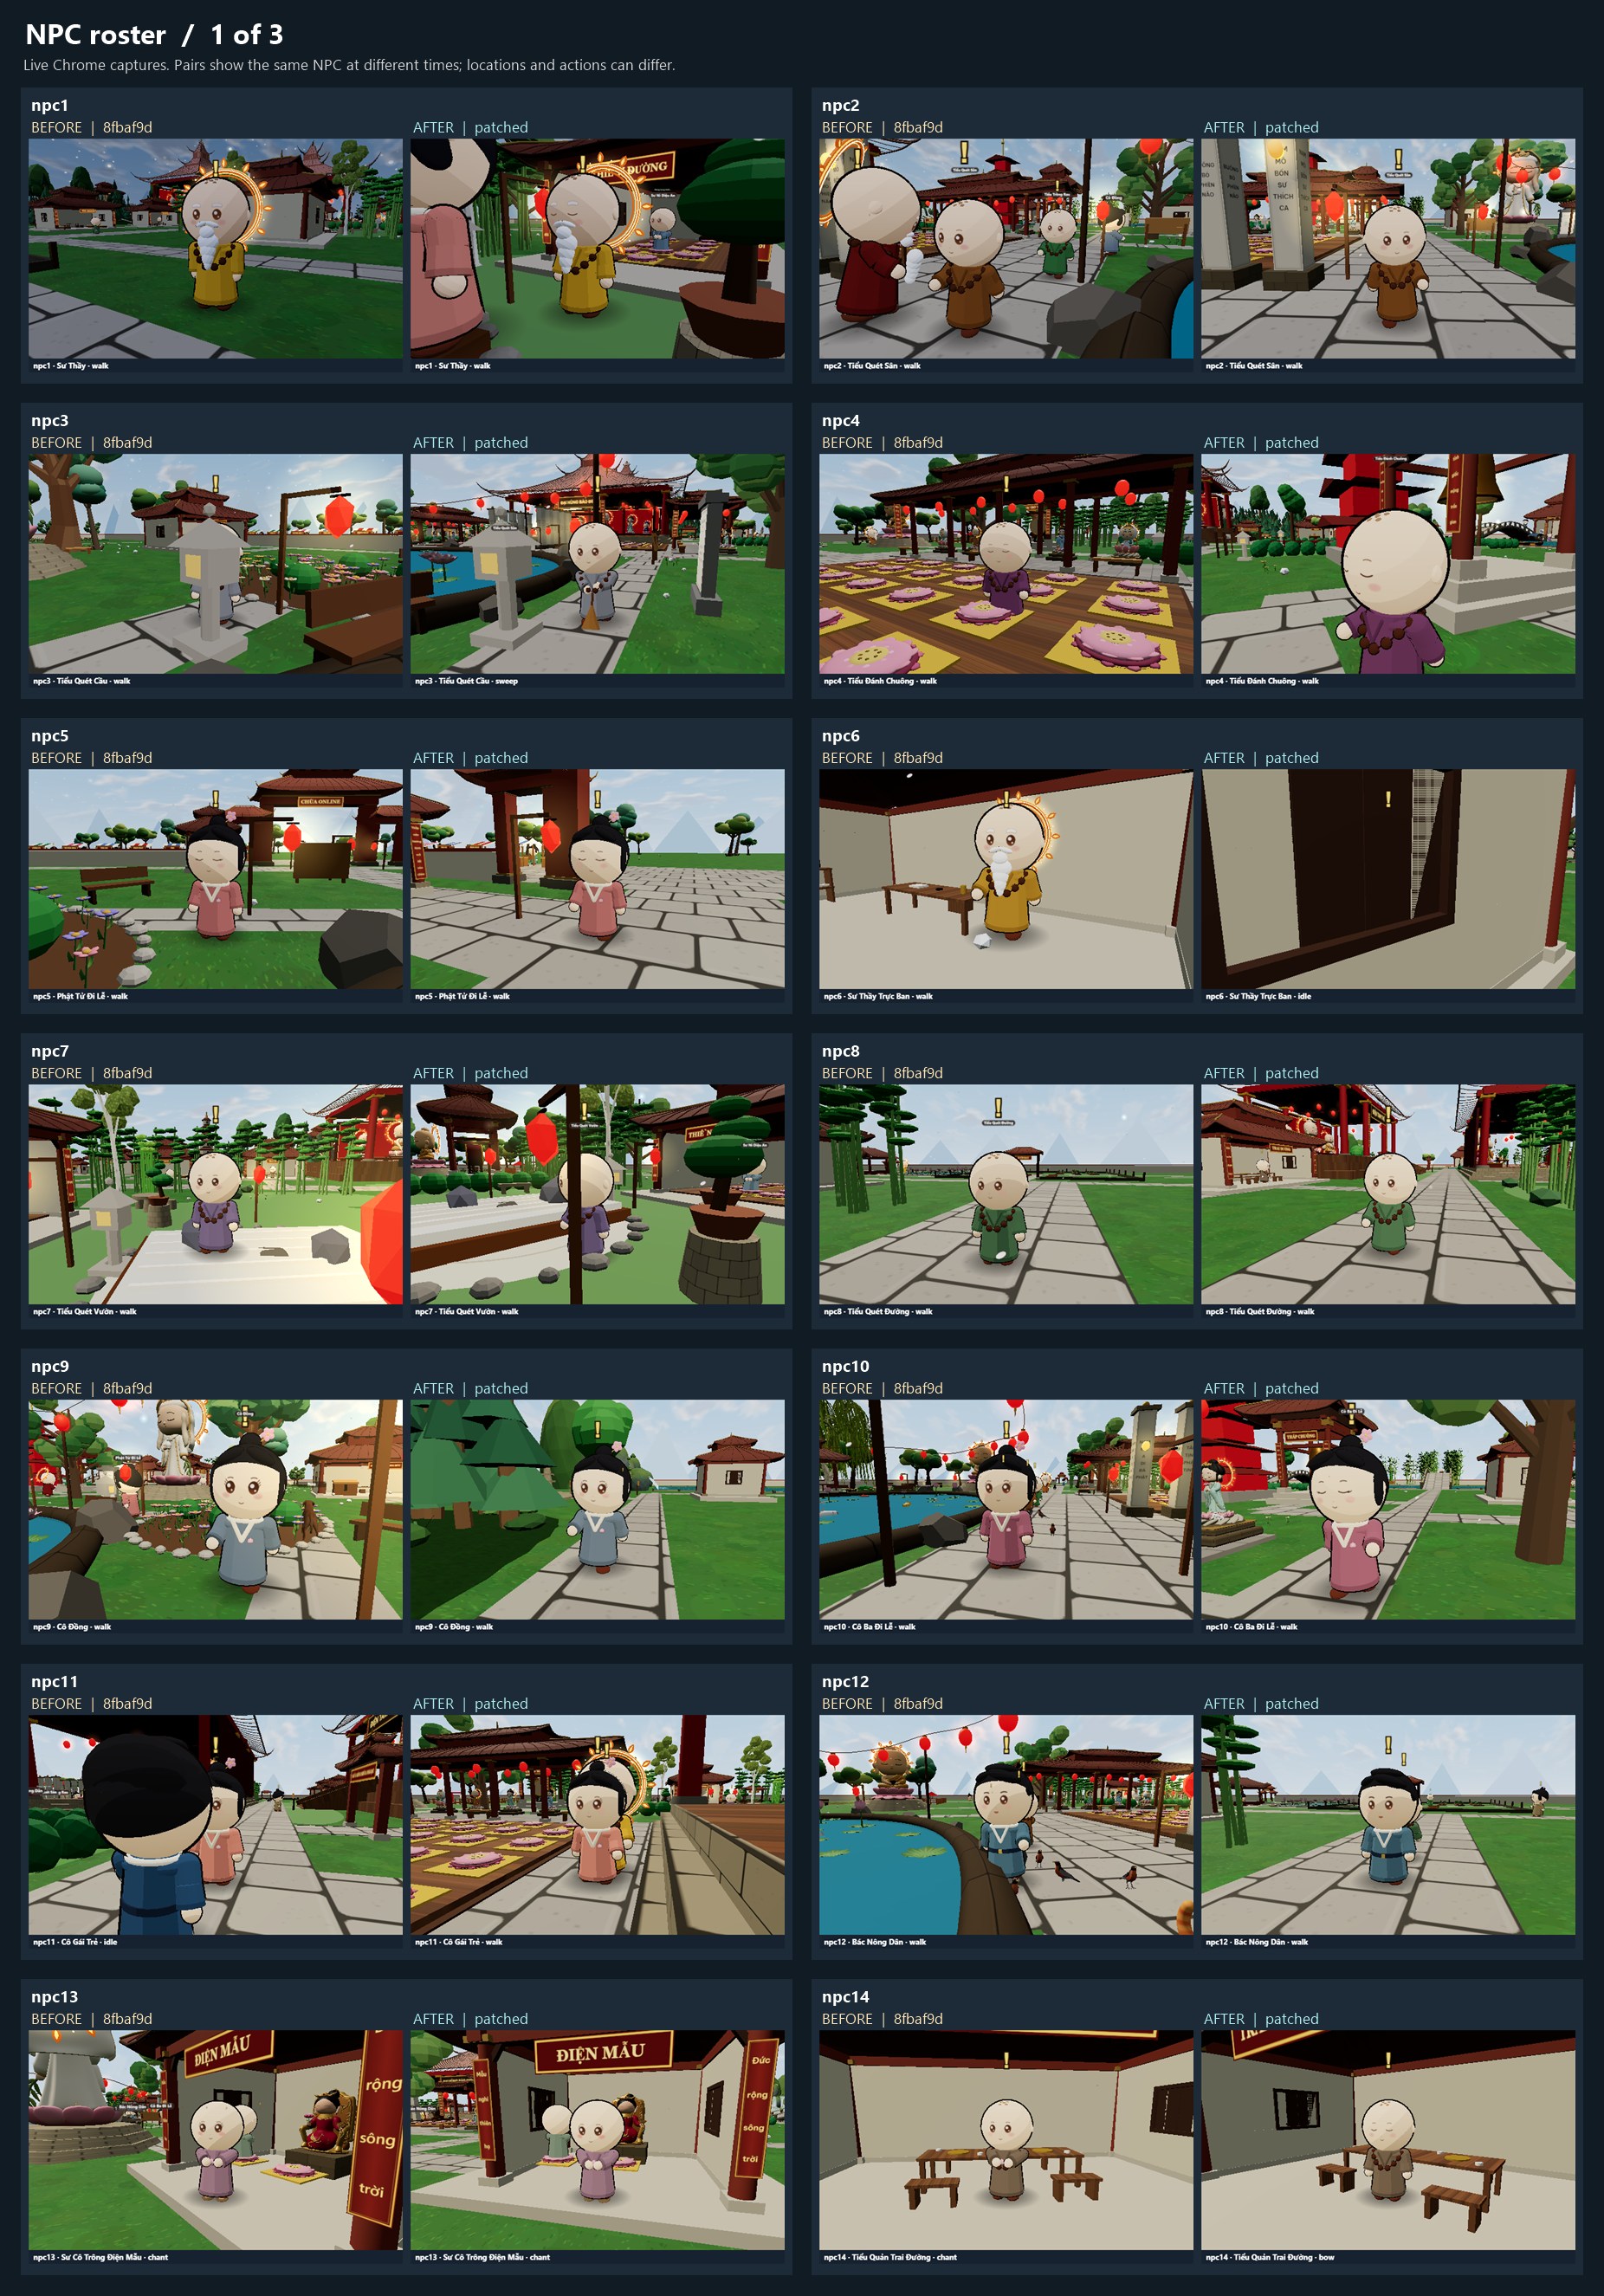 NPC roster / 1 of 3
Live Chrome captures. Pairs show the same NPC at different times; locations and actions can differ.
npc1
BEFORE | 8fbaf9d
AFTER | patched
ĐƯỜNG
npc1 - Sư Thầy - walk
npc1 - Sư Thầy - walk
npc2
BEFORE | 8fbaf9d
AFTER | patched
MÔ
BỔN
SƯ
THÍCH
CA
npc2 - Tiểu Quét Sân - walk
npc2 - Tiểu Quét Sân - walk
npc3
BEFORE | 8fbaf9d
AFTER | patched
npc3 - Tiểu Quét Cầu - walk
npc3 - Tiểu Quét Cầu - sweep
npc4
BEFORE | 8fbaf9d
AFTER | patched
npc4 - Tiểu Đánh Chuông - walk
npc4 - Tiểu Đánh Chuông - walk
npc5
BEFORE | 8fbaf9d
AFTER | patched
CHÙA ONLINE
npc5 - Phật Tử Đi Lễ - walk
npc5 - Phật Tử Đi Lễ - walk
npc6
BEFORE | 8fbaf9d
AFTER | patched
npc6 - Sư Thầy Trực Ban - walk
npc6 - Sư Thầy Trực Ban - idle
npc7
BEFORE | 8fbaf9d
AFTER | patched
npc7 - Tiểu Quét Vườn - walk
npc7 - Tiểu Quét Vườn - walk
npc8
BEFORE | 8fbaf9d
AFTER | patched
npc8 - Tiểu Quét Đường - walk
npc8 - Tiểu Quét Đường - walk
npc9
BEFORE | 8fbaf9d
AFTER | patched
npc9 - Cô Đồng - walk
npc9 - Cô Đồng - walk
npc10
BEFORE | 8fbaf9d
AFTER | patched
THÁP CHUÔNG
npc10 - Cô Ba Đi Lễ - walk
npc10 - Cô Ba Đi Lễ - walk
npc11
BEFORE | 8fbaf9d
AFTER | patched
npc11 - Cô Gái Trẻ - idle
npc11 - Cô Gái Trẻ - walk
npc12
BEFORE | 8fbaf9d
AFTER | patched
npc12 - Bác Nông Dân - walk
npc12 - Bác Nông Dân - walk
npc13
BEFORE | 8fbaf9d
AFTER | patched
ĐIỆN MẪU
rộng
sông
trời
ĐIỆN MẪU
Đức
rộng
sông
trời
npc13 - Sư Cô Trông Điện Mẫu - chant
npc13 - Sư Cô Trông Điện Mẫu - chant
npc14
BEFORE | 8fbaf9d
AFTER | patched
npc14 - Tiểu Quản Trai Đường - chant
npc14 - Tiểu Quản Trai Đường - bow